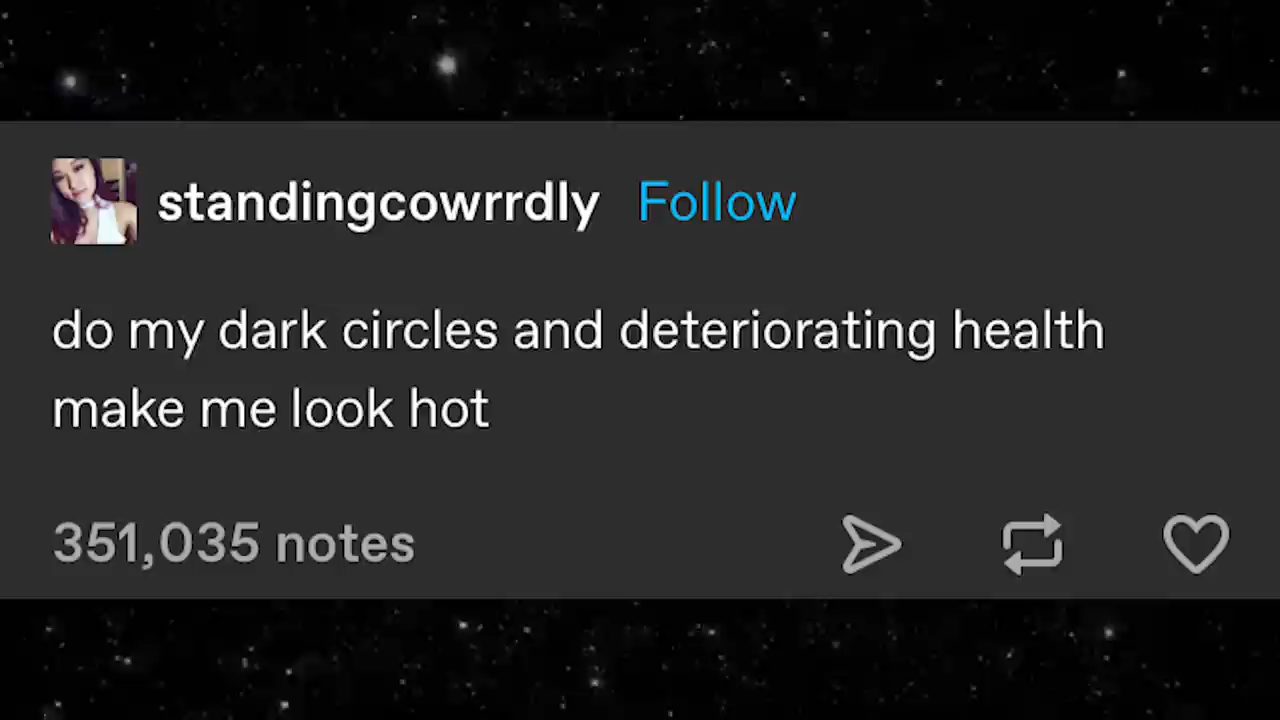 standingcowrrdly Follow
do my dark circles and deteriorating health
make me look hot
351,035 notes